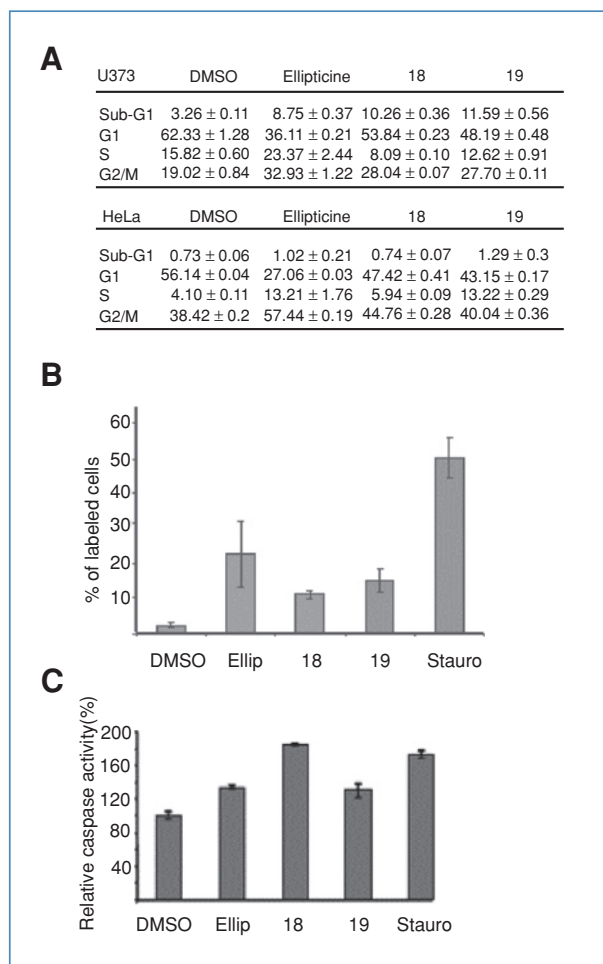 A
U373 DMSO Ellipticine 18 19
Sub-G1 3.26 ± 0.11 8.75 ± 0.37 10.26 ± 0.36 11.59 ± 0.56
G1 62.33 ± 1.28 36.11 ± 0.21 53.84 ± 0.23 48.19 ± 0.48
S 15.82 ± 0.60 23.37 ± 2.44 8.09 ± 0.10 12.62 ± 0.91
G2/M 19.02 ± 0.84 32.93 ± 1.22 28.04 ± 0.07 27.70 ± 0.11
HeLa DMSO Ellipticine 18 19
Sub-G1 0.73 ± 0.06 1.02 ± 0.21 0.74 ± 0.07 1.29 ± 0.3
G1 56.14 ± 0.04 27.06 ± 0.03 47.42 ± 0.41 43.15 ± 0.17
S 4.10 ± 0.11 13.21 ± 1.76 5.94 ± 0.09 13.22 ± 0.29
G2/M 38.42 ± 0.2 57.44 ± 0.19 44.76 ± 0.28 40.04 ± 0.36
B
% of labeled cells
60
50
40
30
20
10
DMSO Ellip 18 19 Stauro
C
Relative caspase activity(%)
200
160
120
80
40
DMSO Ellip 18 19 Stauro